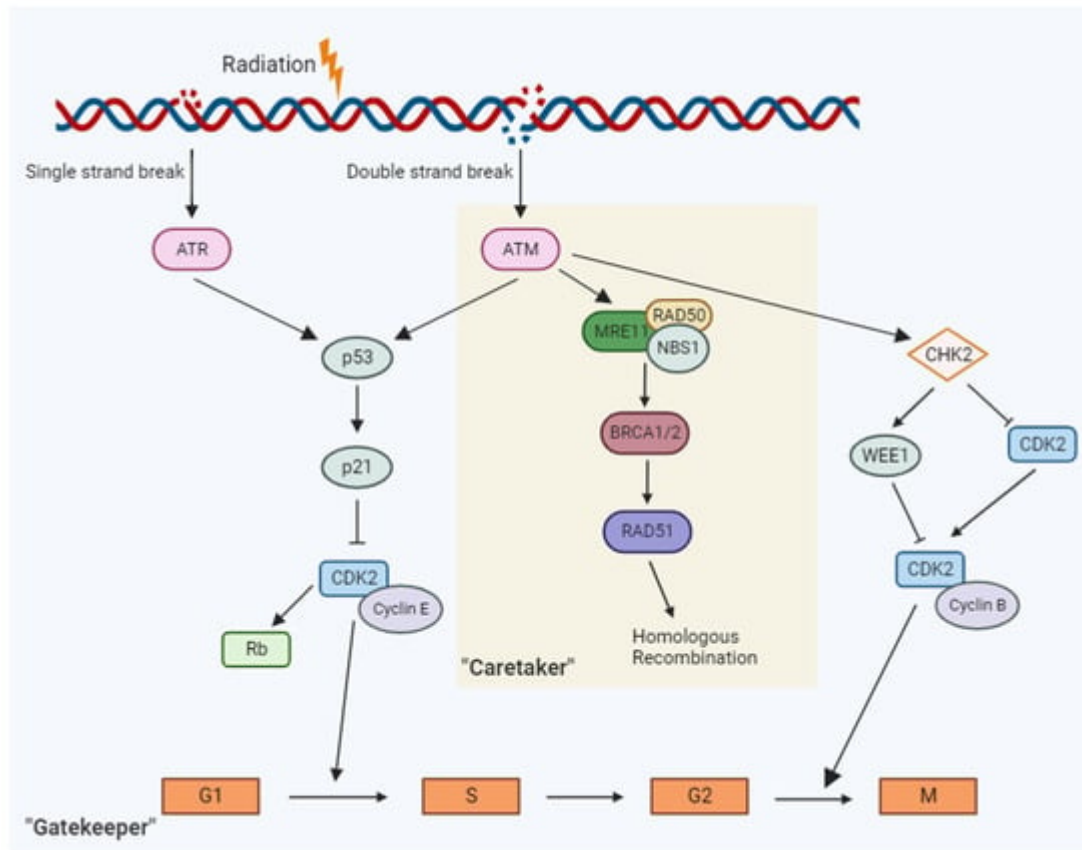 Radiation
Single strand break
Double strand break
ATR
ATM
RAD50
MRE11
NBS1
p53
CHK2
BRCA1/2
CDK2
WEE1
p21
RAD51
CDK2
CDK2
Cyclin E
Cyclin B
Rb
Homologous
Recombination
"Caretaker"
G1
S
G2
M
"Gatekeeper"